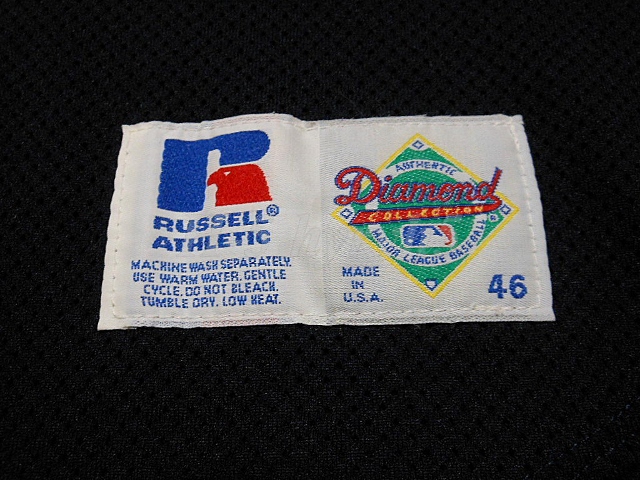 RUSSELL®
ATHLETIC
MACHINE WASH SEPARATELY.
USE WARM WATER. GENTLE
CYCLE. DO NOT BLEACH.
TUMBLE DRY. LOW HEAT.
AUTHENTIC
Diamond
COLLECTION
MAJOR LEAGUE BASEBALL
MADE
IN
U.S.A.
46